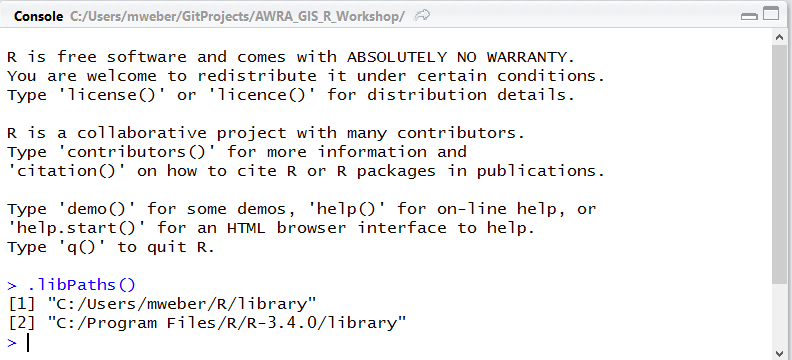 Console C:/Users/mweber/GitProjects/AWRA_GIS_R_Workshop/
R is free software and comes with ABSOLUTELY NO WARRANTY.
You are welcome to redistribute it under certain conditions.
Type 'license()' or 'licence()' for distribution details.
R is a collaborative project with many contributors.
Type 'contributors()' for more information and
'citation()' on how to cite R or R packages in publications.
Type 'demo()' for some demos, 'help()' for on-line help, or
'help.start()' for an HTML browser interface to help.
Type 'q()' to quit R.
> .libPaths()
[1] "C:/Users/mweber/R/library"
[2] "C:/Program Files/R/R-3.4.0/library"
>